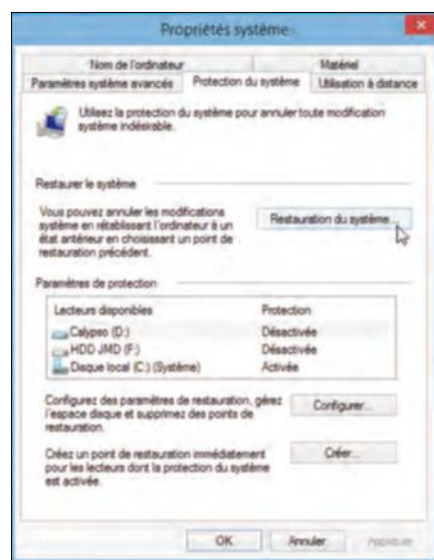 Propriétés système
Nom de l'ordinateur Matériel
Paramètres système avancés Protection du système Utilisation à distance
Utilisez la protection du système pour annuler toute modification
système indésirable.
Restaurer le système
Vous pouvez annuler les modifications
système en rétablissant l'ordinateur à un
état antérieur en choisissant un point de
restauration précédent.
Restauration du système...
Paramètres de protection
Lecteurs disponibles Protection
Calypso (D:) Désactivée
HDD JMD (F:) Désactivée
Disque local (C:) (Système) Activée
Configurez des paramètres de restauration, gérez
l'espace disque et supprimez des points de
restauration.
Configurer...
Créez un point de restauration immédiatement
pour les lecteurs dont la protection du système
est activée.
Créer...
OK Annuler Appliquer